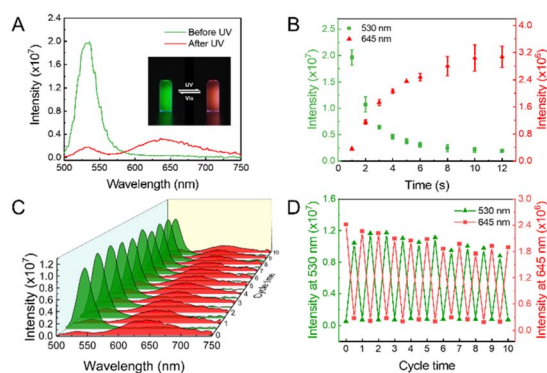 A
Intensity (x10⁷)
2.4
2.0
1.6
1.2
0.8
0.4
0.0
Before UV
After UV
UV
Vis
500 550 600 650 700 750
Wavelength (nm)
B
Intensity (x10⁷)
2.5
2.0
1.5
1.0
0.5
0.0
530 nm
645 nm
4.0
3.2
2.4
1.6
0.8
0.0
Intensity (x10⁶)
0 2 4 6 8 10 12
Time (s)
C
Intensity (x10⁷)
1.2
1.0
0.8
0.6
0.4
0.2
0.0
500 550 600 650 700 750
Wavelength (nm)
Cycle time
D
Intensity at 530 nm (x10⁷)
1.6
1.2
0.8
0.4
0.0
530 nm
645 nm
3.0
2.4
1.8
1.2
0.6
0.0
Intensity at 645 nm (x10⁶)
0 1 2 3 4 5 6 7 8 9 10
Cycle time